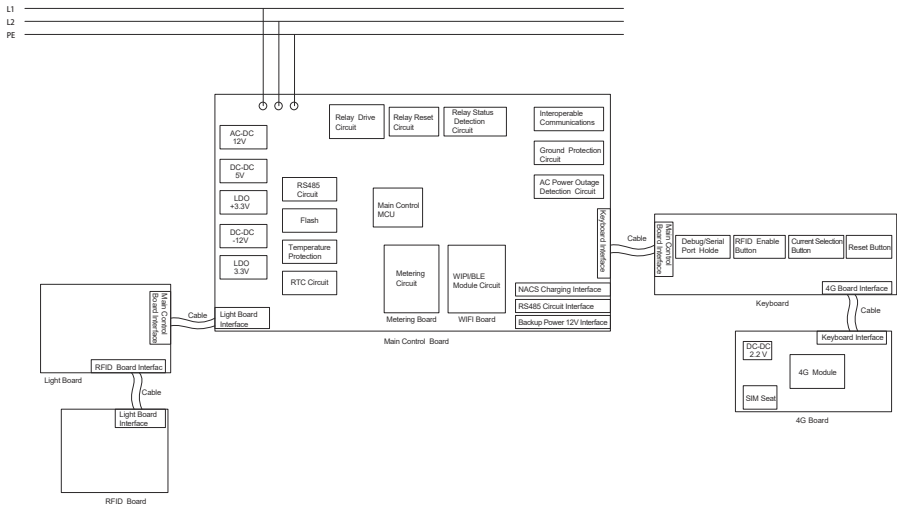 L1
L2
PE
Relay Drive
Circuit
Relay Reset
Circuit
Relay Status
Detection
Circuit
Interoperable
Communications
AC-DC
12V
Ground Protection
Circuit
DC-DC
5V
AC Power Outage
Detection Circuit
RS485
Circuit
LDO
+3.3V
Main Control
MCU
Flash
Keyboard Interface
DC-DC
-12V
Temperature
Protection
LDO
3.3V
RTC Circuit
Metering
Circuit
WIPI/BLE
Module Circuit
NACS Charging Interface
RS485 Circuit Interface
Backup Power 12V Interface
Light Board
Interface
Metering Board
WIFI Board
Main Control Board
Cable
Main Control
Board Interface
Debug/Serial
Port Holde
RFID Enable
Button
Current Selection
Button
Reset Button
4G Board Interface
Keyboard
Cable
Keyboard Interface
DC-DC
2.2 V
4G Module
SIM Seat
4G Board
Main Control
Board Interface
Cable
RFID Board Interfac
Light Board
Cable
Light Board
Interface
RFID Board